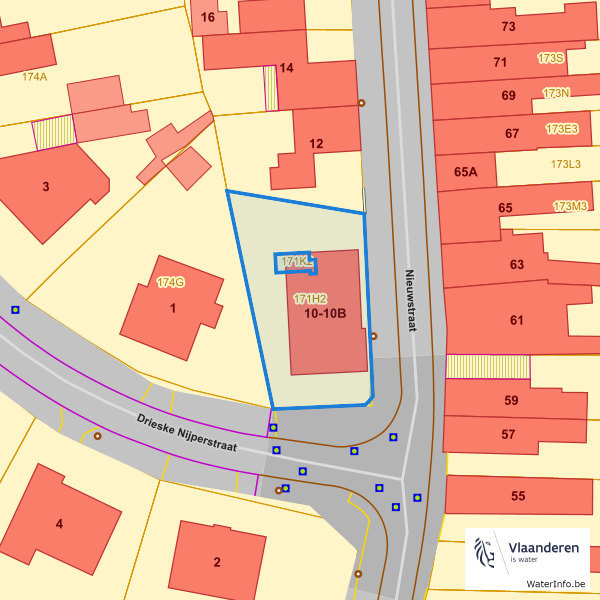 16
73
71
173S
14
174A
69
173N
67
173E3
12
65A
173L3
3
65
173M3
171K2
63
174G
171H2
1
10-10B
61
Nieuwstraat
59
Drieske Nijperstraat
57
55
4
2
Vlaanderen
is water
WaterInfo.be